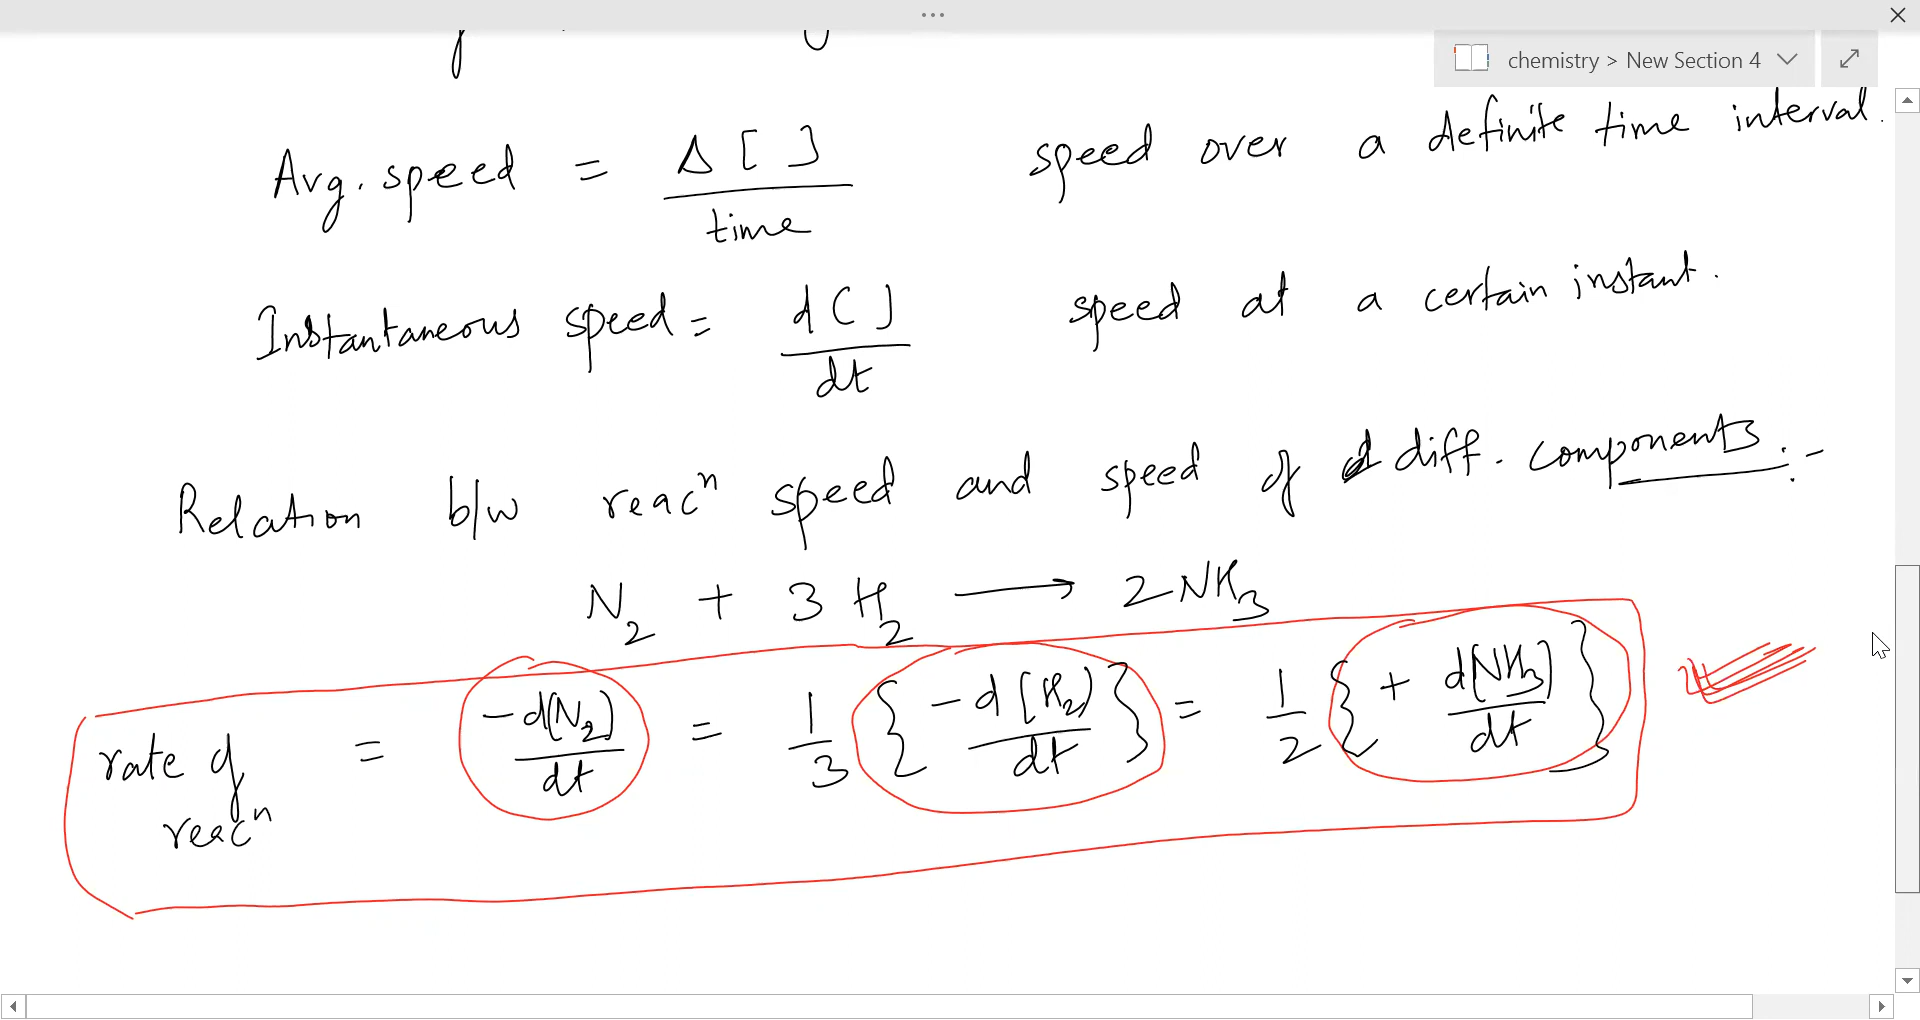 ...
chemistry > New Section 4
Avg. speed = Δ[ ] / time    speed over a definite time interval.
Instantaneous speed = d[ ] / dt    speed at a certain instant.
Relation b/w reacⁿ speed and speed of diff. components :-
N₂ + 3 H₂ ⟶ 2NH₃
rate of reacⁿ = -d[N₂]/dt = 1/3 { -d[H₂]/dt } = 1/2 { + d[NH₃]/dt }